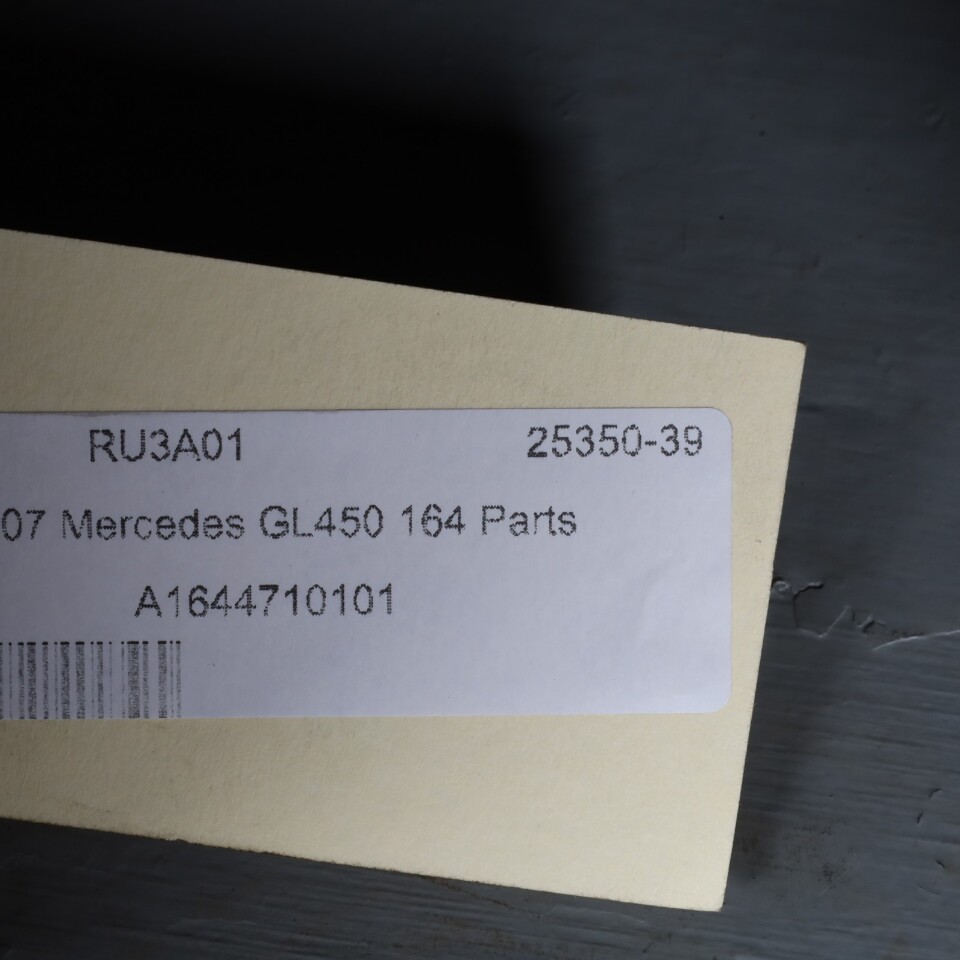 RU3A01 25350-39
07 Mercedes GL450 164 Parts
A1644710101